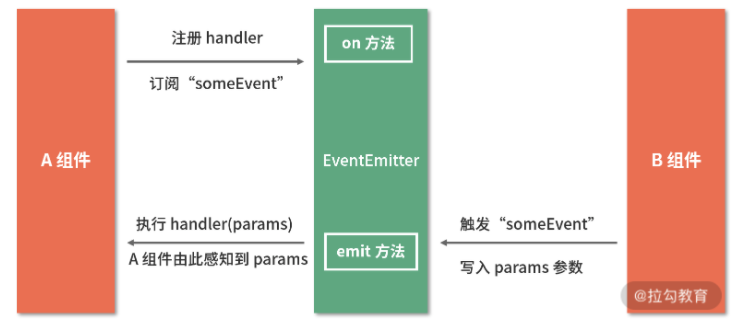 注册 handler
on 方法
订阅“someEvent”
A 组件
EventEmitter
B 组件
执行 handler(params)
触发“someEvent”
emit 方法
A 组件由此感知到 params
写入 params 参数
@拉勾教育